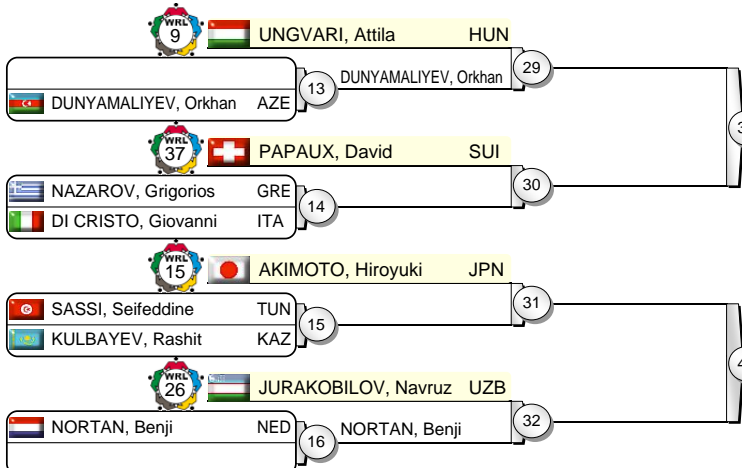 WRL
9
UNGVARI, Attila HUN
DUNYAMALIYEV, Orkhan 29
13
DUNYAMALIYEV, Orkhan AZE
WRL
37
PAPAUX, David SUI
30
NAZAROV, Grigorios GRE
14
DI CRISTO, Giovanni ITA
WRL
15
AKIMOTO, Hiroyuki JPN
31
SASSI, Seifeddine TUN
15
KULBAYEV, Rashit KAZ
WRL
26
JURAKOBILOV, Navruz UZB
32
NORTAN, Benji NED
16 NORTAN, Benji